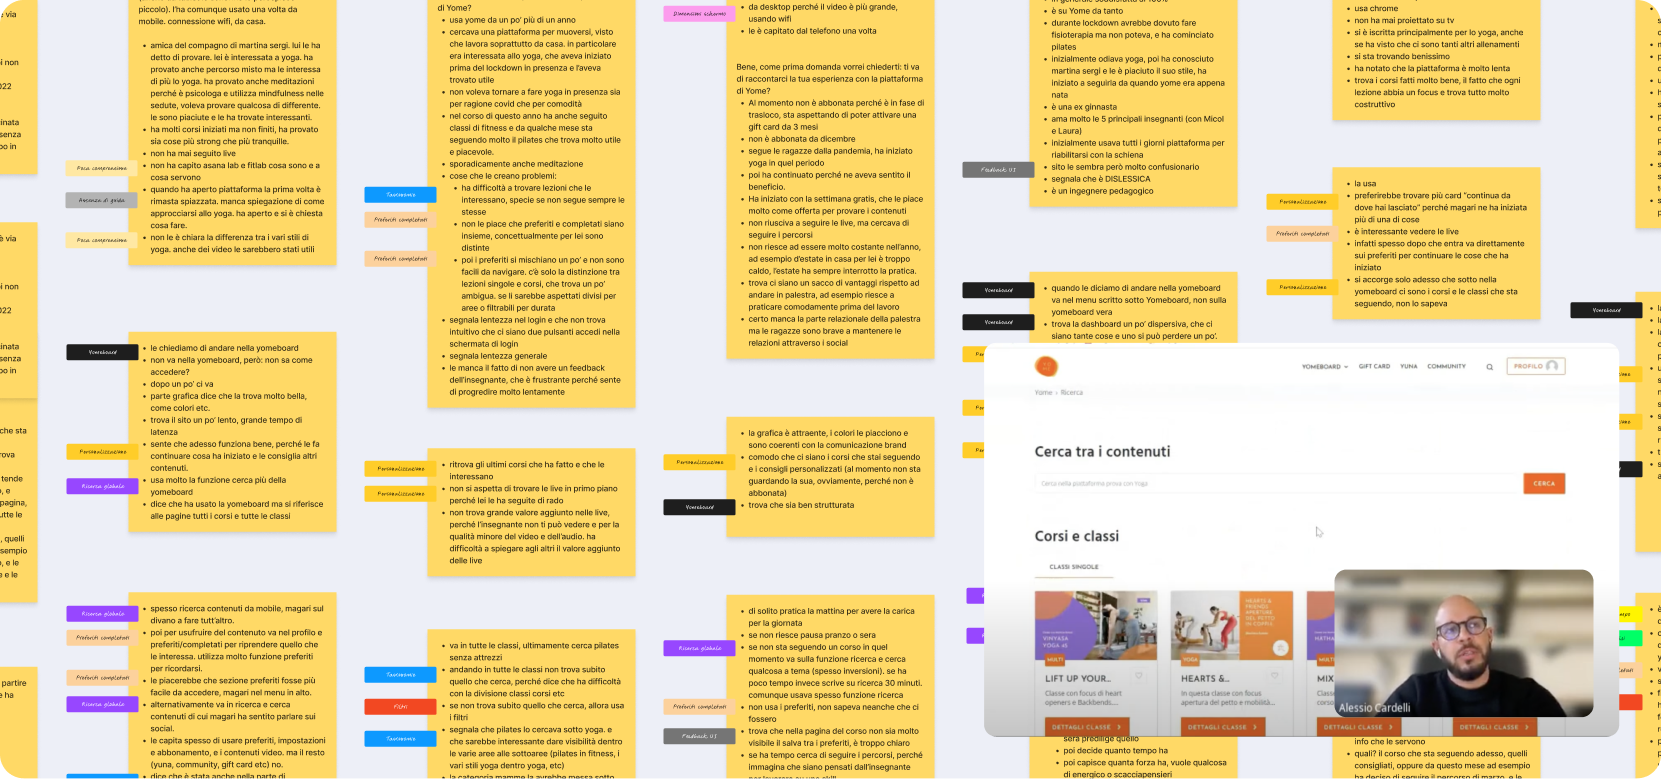 piccolo). l'ha comunque usato una volta da
mobile. connessione wifi, da casa.
amica del compagno di martina sergi. lui le ha
detto di provare. lei è interessata a yoga. ha
provato anche percorso misto ma le interessa
di più lo yoga. ha provato anche meditazioni
perché è psicologa e utilizza mindfulness nelle
sedute, voleva provare qualcosa di differente.
le sono piaciute e le ha trovate interessanti.
ha molti corsi iniziati ma non finiti, ha provato
sia cose più strong che più tranquille.
non ha mai seguito live
Poca comprensione
non ha capito asana lab e fitlab cosa sono e a
cosa servono
Assenza di guida
quando ha aperto piattaforma la prima volta è
rimasta spiazzata. manca spiegazione di come
approcciarsi allo yoga. ha aperto e si è chiesta
cosa fare.
Poca comprensione
non le è chiara la differenza tra i vari stili di
yoga. anche dei video le sarebbero stati utili
Yomeboard
le chiediamo di andare nella yomeboard
non va nella yomeboard, però: non sa come
accedere?
dopo un po' ci va
parte grafica dice che la trova molto bella,
come colori etc.
trova il sito un po' lento, grande tempo di
latenza
Personalizzazione
sente che adesso funziona bene, perché le fa
continuare cosa ha iniziato e le consiglia altri
contenuti.
Ricerca globale
usa molto la funzione cerca più della
yomeboard
dice che ha usato la yomeboard ma si riferisce
alle pagine tutti i corsi e tutte le classi
Ricerca globale
spesso ricerca contenuti da mobile, magari sul
divano a fare tutt'altro.
Preferiti completati
poi per usufruire del contenuto va nel profilo e
preferiti/completati per riprendere quello che
le interessa. utilizza molto funzione preferiti
per ricordarsi.
Preferiti completati
le piacerebbe che sezione preferiti fosse più
facile da accedere, magari nel menu in alto.
Ricerca globale
alternativamente va in ricerca e cerca
contenuti di cui magari ha sentito parlare sui
social.
le capita spesso di usare preferiti, impostazioni
e abbonamento, e i contenuti video. ma il resto
(yuna, community, gift card etc) no.
dice che è stata anche nella parte di
di Yome?
usa yome da un po' più di un anno
cercava una piattaforma per muoversi, visto
che lavora soprattutto da casa. in particolare
era interessata allo yoga, che aveva iniziato
prima del lockdown in presenza e l'aveva
trovato utile
non voleva tornare a fare yoga in presenza sia
per ragione covid che per comodità
nel corso di questo anno ha anche seguito
classi di fitness e da qualche mese sta
seguendo molto il pilates che trova molto utile
e piacevole.
sporadicamente anche meditazione
cose che le creano problemi:
Tassonomia
ha difficoltà a trovare lezioni che le
interessano, specie se non segue sempre le
stesse
Preferiti completati
non le piace che preferiti e completati siano
insieme, concettualmente per lei sono
distinte
Preferiti completati
poi i preferiti si mischiano un po' e non sono
facili da navigare. c'è solo la distinzione tra
lezioni singole e corsi, che trova un po'
ambigua. se li sarebbe aspettati divisi per
aree o filtrabili per durata
segnala lentezza nel login e che non trova
intuitivo che ci siano due pulsanti accedi nella
schermata di login
segnala lentezza generale
le manca il fatto di non avere un feedback
dell'insegnante, che è frustrante perché sente
di progredire molto lentamente
Personalizzazione
ritrova gli ultimi corsi che ha fatto e che le
interessano
Personalizzazione
non si aspetta di trovare le live in primo piano
perché lei le ha seguite di rado
non trova grande valore aggiunto nelle live,
perché l'insegnante non ti può vedere e per la
qualità minore del video e dell'audio. ha
difficoltà a spiegare agli altri il valore aggiunto
delle live
va in tutte le classi, ultimamente cerca pilates
senza attrezzi
Tassonomia
andando in tutte le classi non trova subito
quello che cerca, perché dice che ha difficoltà
con la divisione classi corsi etc
Filtri
se non trova subito quello che cerca, allora usa
i filtri
Tassonomia
segnala che pilates lo cercava sotto yoga. e
che sarebbe interessante dare visibilità dentro
le varie aree alle sottoaree (pilates in fitness, i
vari stili yoga dentro yoga, etc)
la categoria mamme la avrebbe messa sotto
Dimensioni schermo
da desktop perché il video è più grande,
usando wifi
le è capitato dal telefono una volta
Bene, come prima domanda vorrei chiederti: ti va
di raccontarci la tua esperienza con la piattaforma
di Yome?
Al momento non è abbonata perché è in fase di
trasloco, sta aspettando di poter attivare una
gift card da 3 mesi
non è abbonata da dicembre
segue le ragazze dalla pandemia, ha iniziato
yoga in quel periodo
poi ha continuato perché ne aveva sentito il
beneficio.
Ha iniziato con la settimana gratis, che le piace
molto come offerta per provare i contenuti
non riusciva a seguire le live, ma cercava di
seguire i percorsi
non riesce ad essere molto costante nell'anno,
ad esempio d'estate in casa per lei è troppo
caldo, l'estate ha sempre interrotto la pratica.
trova ci siano un sacco di vantaggi rispetto ad
andare in palestra, ad esempio riesce a
praticare comodamente prima del lavoro
certo manca la parte relazionale della palestra
ma le ragazze sono brave a mantenere le
relazioni attraverso i social
la grafica è attraente, i colori le piacciono e
sono coerenti con la comunicazione brand
Personalizzazione
comodo che ci siano i corsi che stai seguendo
e i consigli personalizzati (al momento non sta
guardando la sua, ovviamente, perché non è
abbonata)
Yomeboard
trova che sia ben strutturata
di solito pratica la mattina per avere la carica
per la giornata
se non riesce pausa pranzo o sera
Ricerca globale
se non sta seguendo un corso in quel
momento va sulla funzione ricerca e cerca
qualcosa a tema (spesso inversioni). se ha
poco tempo invece scrive su ricerca 30 minuti.
comunque usava spesso funzione ricerca
Preferiti completati
non usa i preferiti, non sapeva neanche che ci
fossero
Feedback UI
trova che nella pagina del corso non sia molto
visibile il salva tra i preferiti, è troppo chiaro
se ha tempo cerca di seguire i percorsi, perché
immagina che siano pensati dall'insegnante
è su Yome da tanto
durante lockdown avrebbe dovuto fare
fisioterapia ma non poteva, e ha cominciato
pilates
inizialmente odiava yoga, poi ha conosciuto
martina sergi e le è piaciuto il suo stile, ha
iniziato a seguirla da quando yome era appena
nata
è una ex ginnasta
ama molto le 5 principali insegnanti (con Micol
e Laura)
inizialmente usava tutti i giorni piattaforma per
riabilitarsi con la schiena
Feedback UI
sito le sembra però molto confusionario
segnala che è DISLESSICA
è un ingegnere pedagogico
Yomeboard
quando le diciamo di andare nella yomeboard
va nel menu scritto sotto Yomeboard, non sulla
yomeboard vera
Yomeboard
trova la dashboard un po' dispersiva, che ci
siano tante cose e uno si può perdere un po'.
usa chrome
non ha mai proiettato su tv
si è iscritta principalmente per lo yoga, anche
se ha visto che ci sono tanti altri allenamenti
si sta trovando benissimo
ha notato che la piattaforma è molto lenta
trova i corsi fatti molto bene, il fatto che ogni
lezione abbia un focus e trova tutto molto
costruttivo
la usa
Personalizzazione
preferirebbe trovare più card "continua da
dove hai lasciato" perché magari ne ha iniziata
più di una di cose
Preferiti completati
è interessante vedere le live
infatti spesso dopo che entra va direttamente
sui preferiti per continuare le cose che ha
iniziato
Personalizzazione
si accorge solo adesso che sotto nella
yomeboard ci sono i corsi e le classi che sta
seguendo, non lo sapeva
Yomeboard
YOMEBOARD
GIFT CARD
YUNA
COMMUNITY
PROFILO
Yome › Ricerca
Cerca tra i contenuti
Cerca nella piattaforma prova con Yoga
CERCA
Corsi e classi
CLASSI SINGOLE
VINYASA
YOGA 45
MULTI
LIFT UP YOUR...
Classe con focus di heart
openers e Backbends....
DETTAGLI CLASSE
HEARTS &
FRIENDS
APERTURE
DEL PETTO
IN COPPIA
YOGA
HEARTS &...
In questa classe con focus
apertura del petto e mobilità...
DETTAGLI CLASSE
HATHA
MULTI
MIX
DETTAGLI CLASSE
DETTAGLI CLASSE
Alessio Cardelli
sera predilige quello
poi decide quanto tempo ha
poi capisce quanta forza ha, vuole qualcosa
di energico o scacciapensieri
info che le servono
quali? il corso che sta seguendo adesso, quelli
consigliati, oppure da questo mese ad esempio